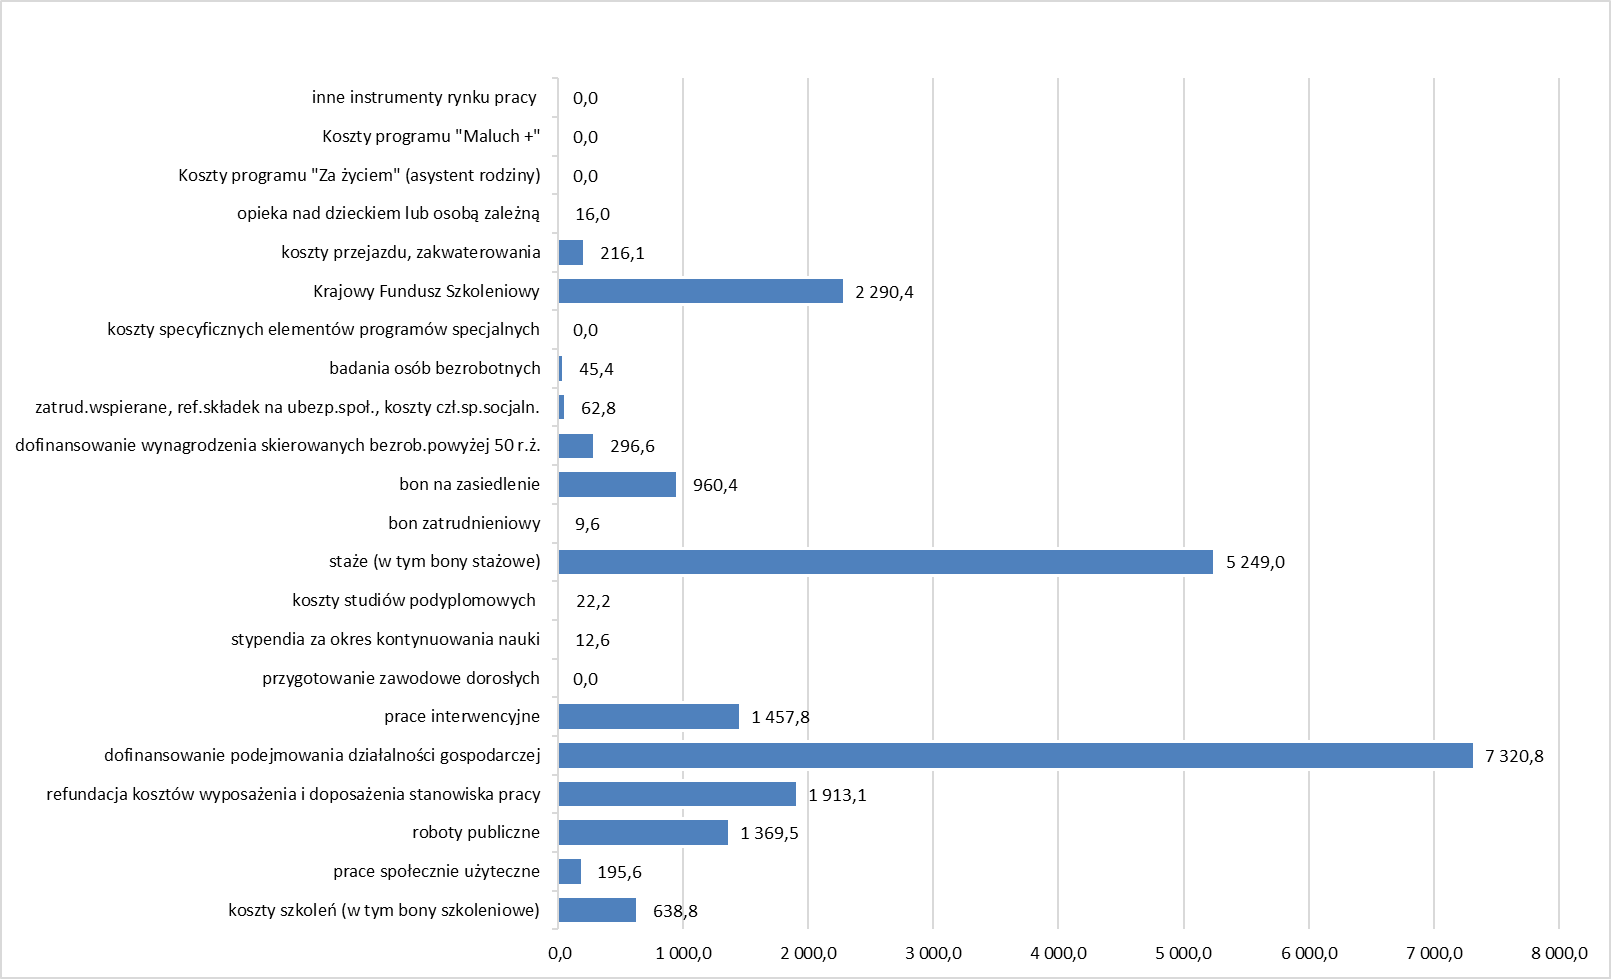 inne instrumenty rynku pracy 0,0
Koszty programu "Maluch +" 0,0
Koszty programu "Za życiem" (asystent rodziny) 0,0
opieka nad dzieckiem lub osobą zależną 16,0
koszty przejazdu, zakwaterowania 216,1
Krajowy Fundusz Szkoleniowy 2 290,4
koszty specyficznych elementów programów specjalnych 0,0
badania osób bezrobotnych 45,4
zatrud.wspierane, ref.składek na ubezp.społ., koszty czł.sp.socjaln. 62,8
dofinansowanie wynagrodzenia skierowanych bezrob.powyżej 50 r.ż. 296,6
bon na zasiedlenie 960,4
bon zatrudnieniowy 9,6
staże (w tym bony stażowe) 5 249,0
koszty studiów podyplomowych 22,2
stypendia za okres kontynuowania nauki 12,6
przygotowanie zawodowe dorosłych 0,0
prace interwencyjne 1 457,8
dofinansowanie podejmowania działalności gospodarczej 7 320,8
refundacja kosztów wyposażenia i doposażenia stanowiska pracy 1 913,1
roboty publiczne 1 369,5
prace społecznie użyteczne 195,6
koszty szkoleń (w tym bony szkoleniowe) 638,8
0,0 1 000,0 2 000,0 3 000,0 4 000,0 5 000,0 6 000,0 7 000,0 8 000,0